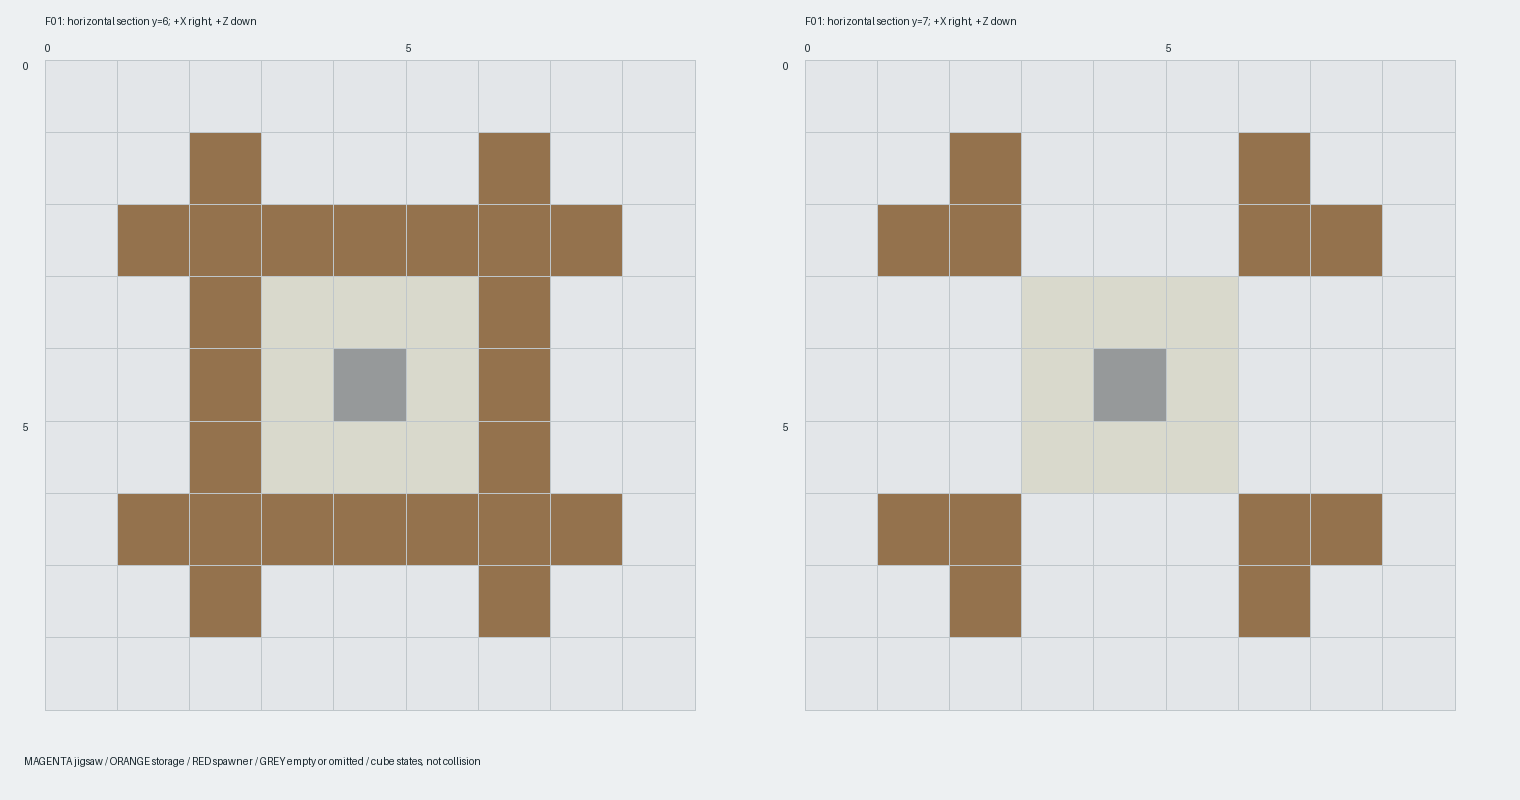 F01: horizontal section y=6; +X right, +Z down
F01: horizontal section y=7; +X right, +Z down
0 5
0 5
0
0
5
5
MAGENTA jigsaw / ORANGE storage / RED spawner / GREY empty or omitted / cube states, not collision